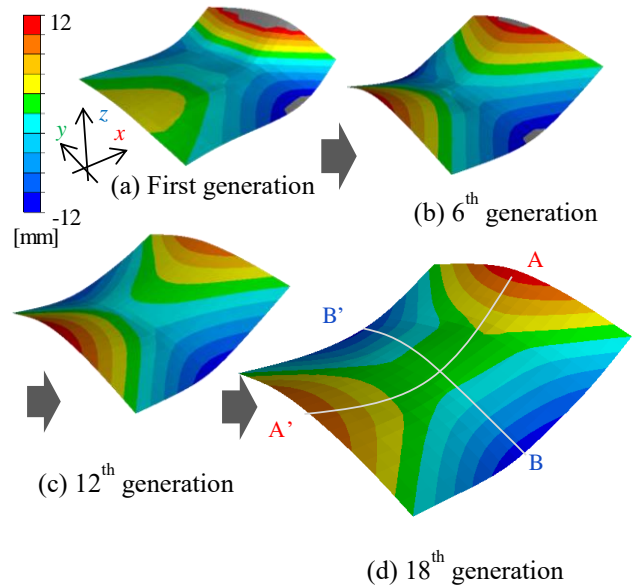 12
-12
[mm]
z
y
x
(a) First generation
(b) 6th generation
A
B'
A'
B
(c) 12th generation
(d) 18th generation